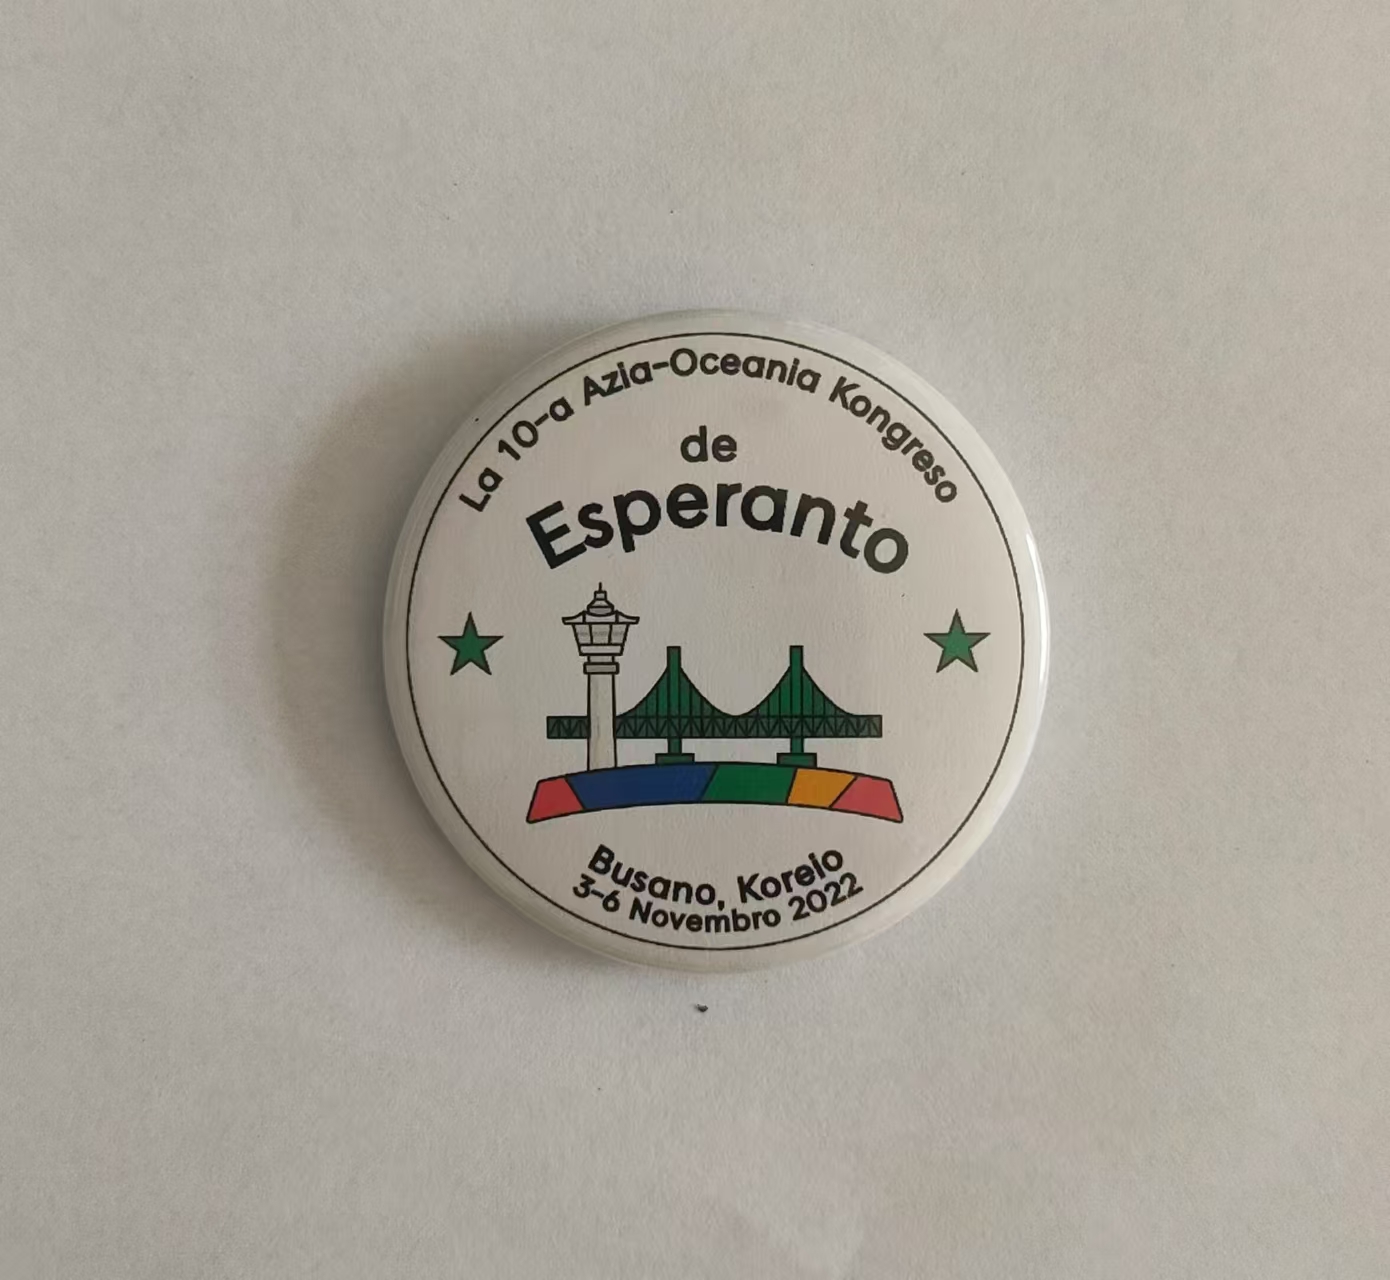 La 10-a Azia-Oceania Kongreso
de
Esperanto
Busano, Koreio
3-6 Novembro 2022